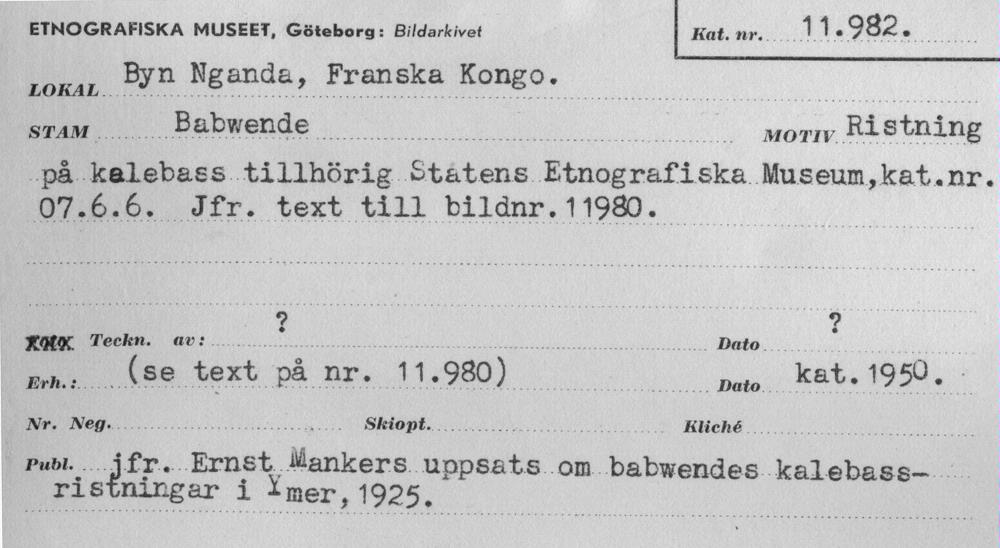 ETNOGRAFISKA MUSEET, Göteborg: Bildarkivet
Kat. nr. 11.982.
LOKAL Byn Nganda, Franska Kongo.
STAM Babwende
MOTIV Ristning
på kalebass tillhörig Statens Etnografiska Museum,kat.nr.
07.6.6. Jfr. text till bildnr.11980.
Teckn. av: ? Dato ?
Erh.: (se text på nr. 11.980) Dato kat.1950.
Nr. Neg. Skiopt. Kliché
Publ. jfr. Ernst Mankers uppsats om babwendes kalebass-
ristningar i Ymer,1925.